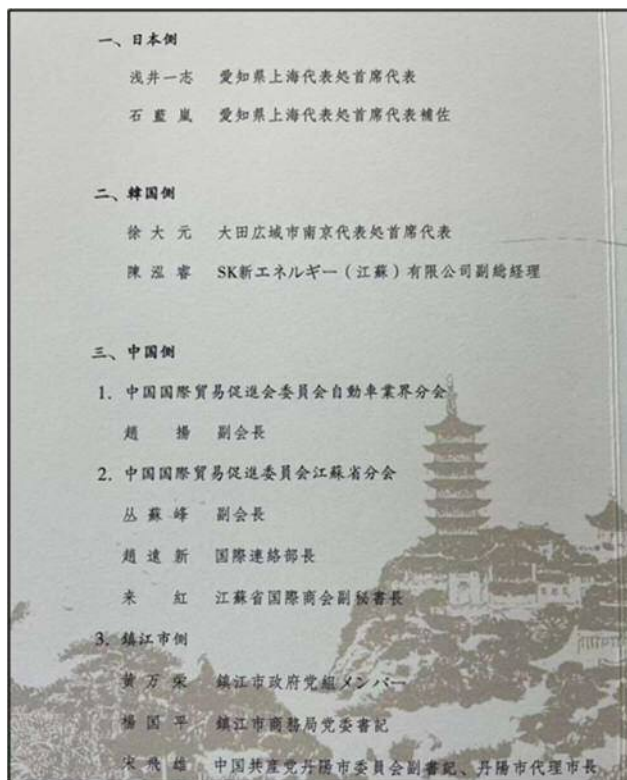 一、日本側
浅井一志 愛知県上海代表処首席代表
石藍嵐 愛知県上海代表処首席代表補佐
二、韓国側
徐大元 大田広域市南京代表処首席代表
陳泓睿 SK新エネルギー（江蘇）有限公司副総経理
三、中国側
1. 中国国際貿易促進会委員会自動車業界分会
趙揚 副会長
2. 中国国際貿易促進委員会江蘇省分会
丛蘇峰 副会長
趙遠新 国際連絡部長
来紅 江蘇省国際商会副秘書長
3. 鎮江市側
黄万栄 鎮江市政府党組メンバー
楊国平 鎮江市商務局党委書記
宋飛雄 中国共産党丹陽市委員会副書記、丹陽市代理市長